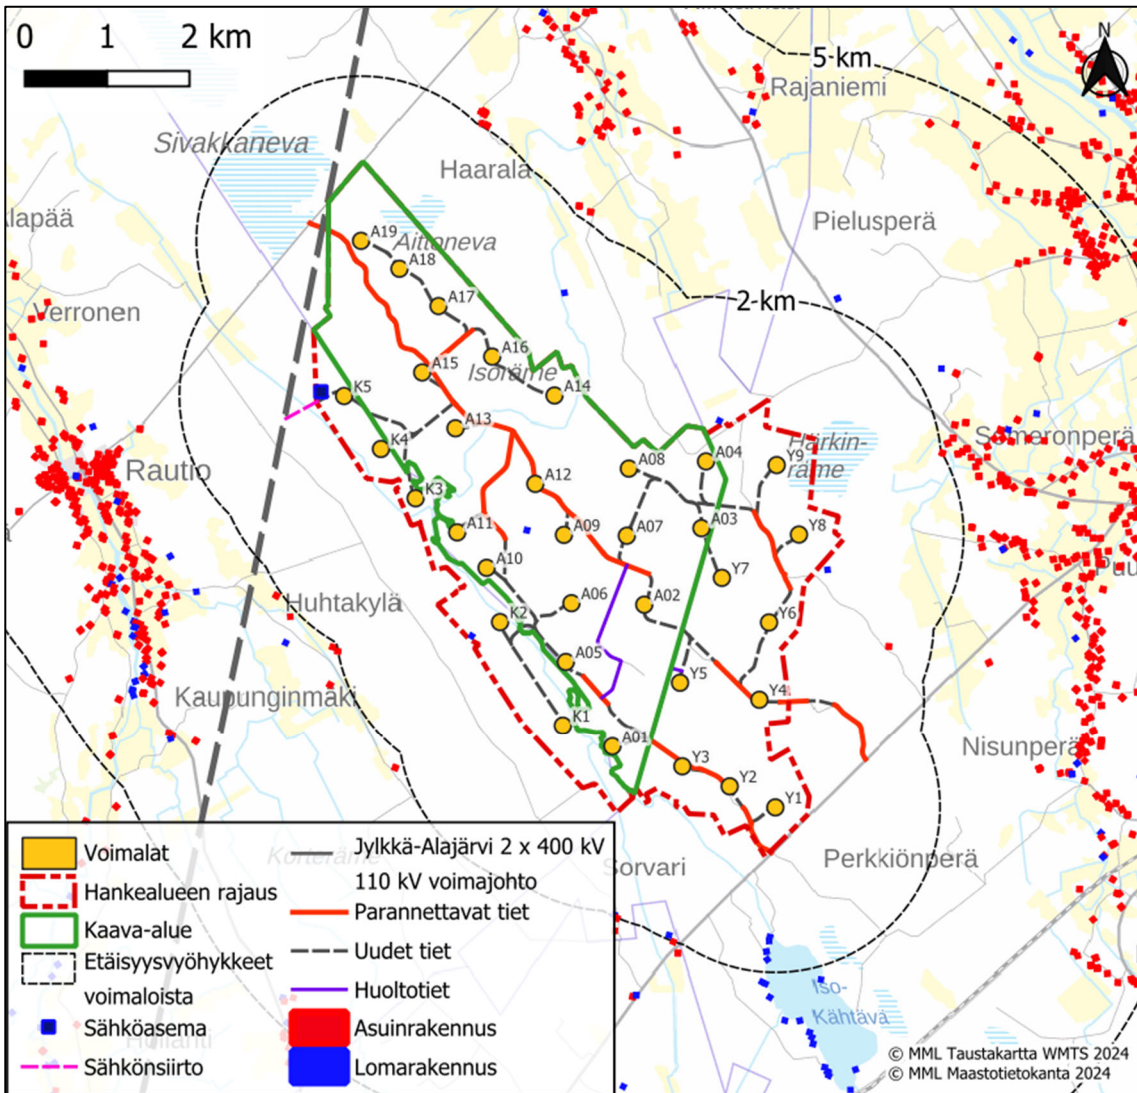 0 1 2 km
N
5-km
Rajaniemi
Sivakkaneva
Haarala
Pielusperä
A19
Aittoneva
A18
2-km
A17
Verronen
A16
A15
Isoräme
K5
A14
A13
K4
Someronperä
Härkin-
räme
A04
Y9
A08
Rautio
A12
K3
A03
Y8
A11
A09
A07
A10
Y7
Huhtakylä
A06
A02
K2
Y6
A05
Y5
Kaupunginmäki
Y4
K1
A01
Nisunperä
Y3
Y2
Y1
Korteräme
Sorvari
Perkkiönperä
Voimalat
Hankealueen rajaus
Kaava-alue
Etäisyysvyöhykkeet
voimaloista
Sähköasema
Sähkönsiirto
Jylkkä-Alajärvi 2 x 400 kV
110 kV voimajohto
Parannettavat tiet
Uudet tiet
Huoltotiet
Asuinrakennus
Lomarakennus
Iso-
Kähtävä
© MML Taustakartta WMTS 2024
© MML Maastotietokanta 2024